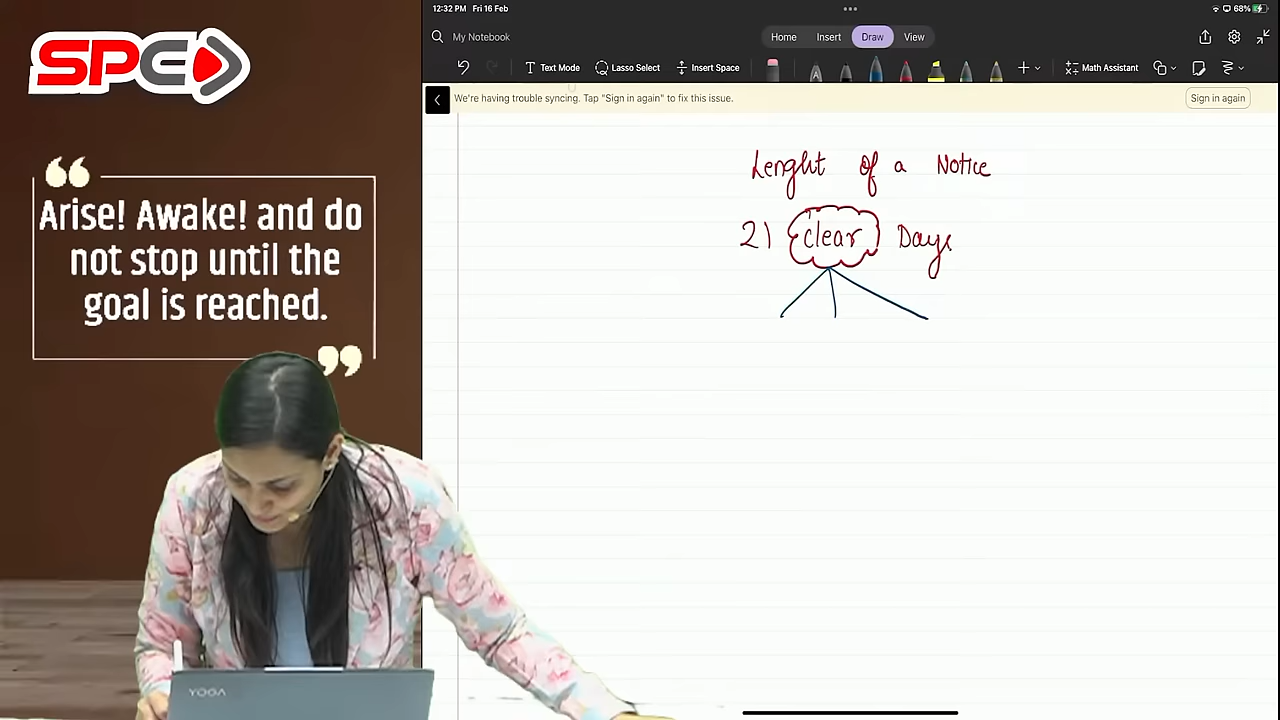 12:32 PM Fri 16 Feb
68%
SPC
My Notebook
Home Insert Draw View
Text Mode Lasso Select Insert Space Math Assistant
We're having trouble syncing. Tap "Sign in again" to fix this issue.
Sign in again
“
Arise! Awake! and do
not stop until the
goal is reached.
”
Lenght of a Notice
21 clear Days
YOGA